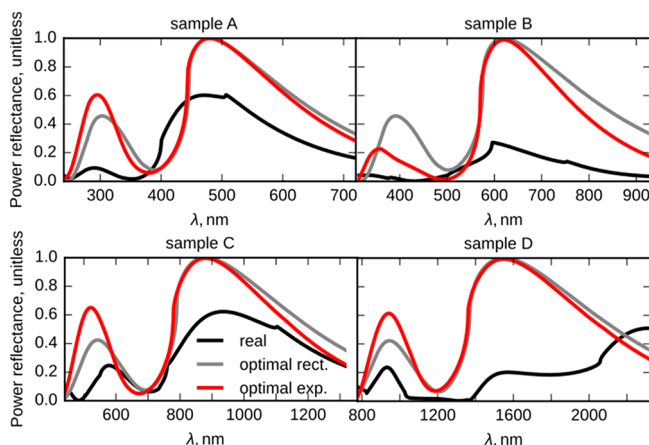 sample A
sample B
Power reflectance, unitless
1.0
0.8
0.6
0.4
0.2
0.0
300 400 500 600 700
400 500 600 700 800 900
λ, nm
λ, nm
sample C
sample D
Power reflectance, unitless
1.0
0.8
0.6
0.4
0.2
0.0
real
optimal rect.
optimal exp.
600 800 1000 1200
800 1200 1600 2000
λ, nm
λ, nm